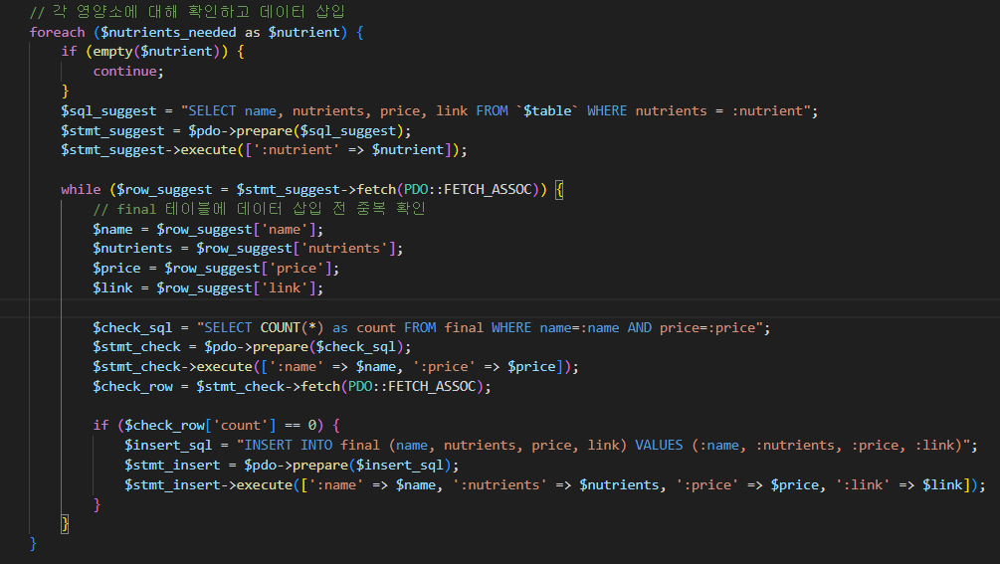 // 각 영양소에 대해 확인하고 데이터 삽입
foreach ($nutrients_needed as $nutrient) {
if (empty($nutrient)) {
continue;
}
$sql_suggest = "SELECT name, nutrients, price, link FROM `$table` WHERE nutrients = :nutrient";
$stmt_suggest = $pdo->prepare($sql_suggest);
$stmt_suggest->execute([':nutrient' => $nutrient]);
while ($row_suggest = $stmt_suggest->fetch(PDO::FETCH_ASSOC)) {
// final 테이블에 데이터 삽입 전 중복 확인
$name = $row_suggest['name'];
$nutrients = $row_suggest['nutrients'];
$price = $row_suggest['price'];
$link = $row_suggest['link'];
$check_sql = "SELECT COUNT(*) as count FROM final WHERE name=:name AND price=:price";
$stmt_check = $pdo->prepare($check_sql);
$stmt_check->execute([':name' => $name, ':price' => $price]);
$check_row = $stmt_check->fetch(PDO::FETCH_ASSOC);
if ($check_row['count'] == 0) {
$insert_sql = "INSERT INTO final (name, nutrients, price, link) VALUES (:name, :nutrients, :price, :link)";
$stmt_insert = $pdo->prepare($insert_sql);
$stmt_insert->execute([':name' => $name, ':nutrients' => $nutrients, ':price' => $price, ':link' => $link]);
}
}
}